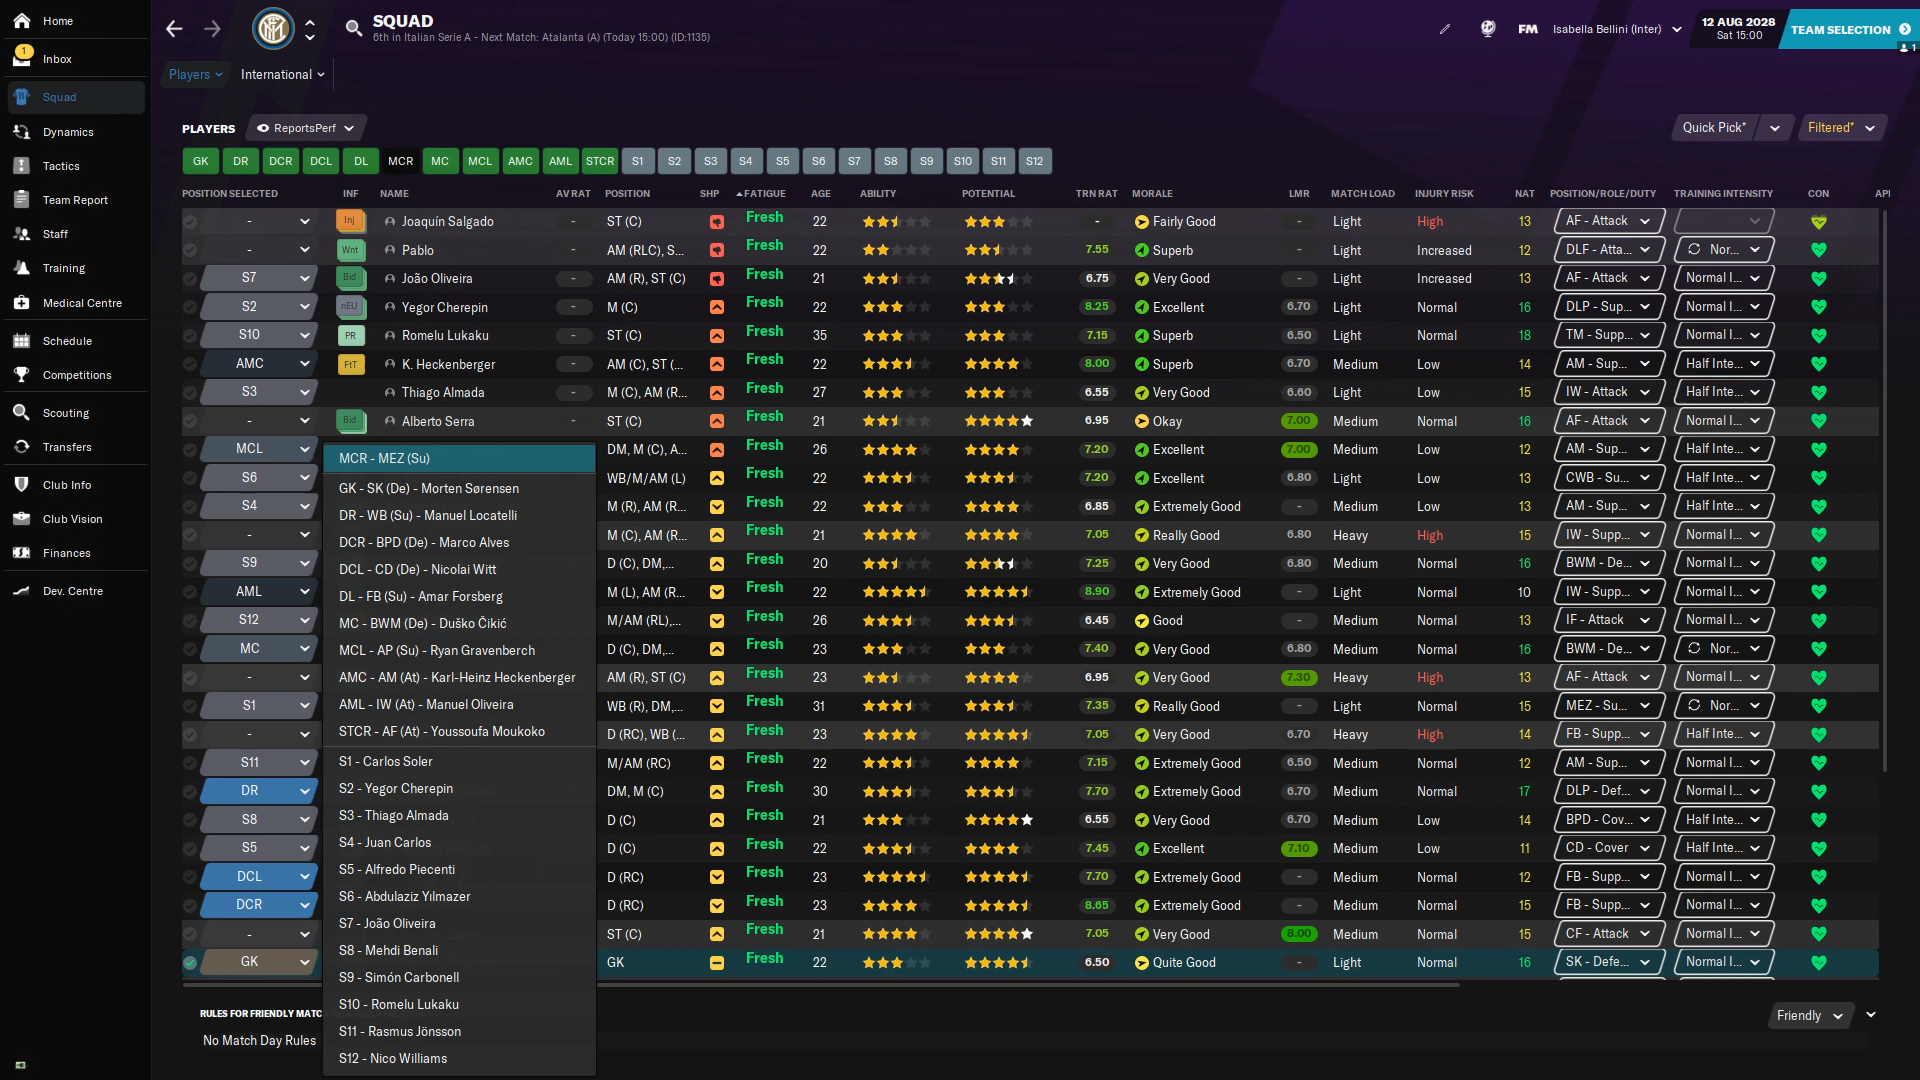 Home
1
Inbox
Squad
Dynamics
Tactics
Team Report
Staff
Training
Medical Centre
Schedule
Competitions
Scouting
Transfers
Club Info
Club Vision
Finances
Dev. Centre
SQUAD
6th in Italian Serie A - Next Match: Atalanta (A) (Today 15:00) (ID:1135)
FM Isabella Bellini (Inter)
12 AUG 2028
Sat 15:00
TEAM SELECTION
1
Players International
PLAYERS ReportsPerf Quick Pick* Filtered*
GK DR DCR DCL DL MCR MC MCL AMC AML STCR S1 S2 S3 S4 S5 S6 S7 S8 S9 S10 S11 S12
POSITION SELECTED INF NAME AV RAT POSITION SHP FATIGUE AGE ABILITY POTENTIAL TRN RAT MORALE LMR MATCH LOAD INJURY RISK NAT POSITION/ROLE/DUTY TRAINING INTENSITY CON API
- Inj Joaquín Salgado - ST (C) Fresh 22 - Fairly Good - Light High 13 AF - Attack
- Wnt Pablo - AM (RLC), S... Fresh 22 7.55 Superb - Light Increased 12 DLF - Atta... Nor...
S7 Bid João Oliveira - AM (R), ST (C) Fresh 21 6.75 Very Good - Light Increased 13 AF - Attack Normal I...
S2 nEU Yegor Cherepin - M (C) Fresh 22 8.25 Excellent 6.70 Light Normal 16 DLP - Sup... Normal I...
S10 PR Romelu Lukaku - ST (C) Fresh 35 7.15 Superb 6.50 Light Normal 18 TM - Supp... Normal I...
AMC FtT K. Heckenberger - AM (C), ST (... Fresh 22 8.00 Superb 6.70 Medium Low 14 AM - Sup... Half Inte...
S3 Thiago Almada - M (C), AM (R... Fresh 27 6.55 Very Good 6.60 Light Low 15 IW - Attack Half Inte...
- Bid Alberto Serra - ST (C) Fresh 21 6.95 Okay 7.00 Medium Normal 16 AF - Attack Normal I...
MCL DM, M (C), A... Fresh 26 7.20 Excellent 7.00 Medium Low 12 AM - Sup... Half Inte...
S6 WB/M/AM (L) Fresh 22 7.20 Excellent 6.80 Light Low 13 CWB - Su... Half Inte...
S4 M (R), AM (R... Fresh 22 6.85 Extremely Good - Medium Low 13 AM - Sup... Half Inte...
- M (C), AM (R... Fresh 21 7.05 Really Good 6.80 Heavy High 15 IW - Supp... Normal I...
S9 D (C), DM,... Fresh 20 7.25 Very Good 6.80 Medium Normal 16 BWM - De... Normal I...
AML M (L), AM (R... Fresh 22 8.90 Extremely Good - Light Normal 10 IW - Supp... Normal I...
S12 M/AM (RL),... Fresh 26 6.45 Good - Medium Normal 13 IF - Attack Normal I...
MC D (C), DM,... Fresh 23 7.40 Very Good 6.80 Medium Normal 16 BWM - De... Nor...
- AM (R), ST (C) Fresh 23 6.95 Very Good 7.30 Heavy High 13 AF - Attack Normal I...
S1 WB (R), DM,... Fresh 31 7.35 Really Good - Light Normal 15 MEZ - Su... Nor...
- D (RC), WB (... Fresh 23 7.05 Very Good 6.70 Heavy High 14 FB - Supp... Half Inte...
S11 M/AM (RC) Fresh 22 7.15 Extremely Good 6.50 Medium Normal 12 AM - Sup... Normal I...
DR DM, M (C) Fresh 30 7.70 Extremely Good 6.70 Medium Normal 17 DLP - Def... Normal I...
S8 D (C) Fresh 21 6.55 Very Good 6.70 Medium Low 14 BPD - Cov... Half Inte...
S5 D (C) Fresh 22 7.45 Excellent 7.10 Medium Low 11 CD - Cover Half Inte...
DCL D (RC) Fresh 23 7.70 Extremely Good - Medium Normal 12 FB - Supp... Normal I...
DCR D (RC) Fresh 23 8.65 Extremely Good - Medium Normal 15 FB - Supp... Normal I...
- ST (C) Fresh 21 7.05 Very Good 8.00 Medium Normal 15 CF - Attack Normal I...
GK GK Fresh 22 6.50 Quite Good - Light Normal 16 SK - Defe... Normal I...
MCR - MEZ (Su)
GK - SK (De) - Morten Sørensen
DR - WB (Su) - Manuel Locatelli
DCR - BPD (De) - Marco Alves
DCL - CD (De) - Nicolai Witt
DL - FB (Su) - Amar Forsberg
MC - BWM (De) - Duško Čikić
MCL - AP (Su) - Ryan Gravenberch
AMC - AM (At) - Karl-Heinz Heckenberger
AML - IW (At) - Manuel Oliveira
STCR - AF (At) - Youssoufa Moukoko
S1 - Carlos Soler
S2 - Yegor Cherepin
S3 - Thiago Almada
S4 - Juan Carlos
S5 - Alfredo Piecenti
S6 - Abdulaziz Yılmazer
S7 - João Oliveira
S8 - Mehdi Benali
S9 - Simón Carbonell
S10 - Romelu Lukaku
S11 - Rasmus Jönsson
S12 - Nico Williams
RULES FOR FRIENDLY MATC
No Match Day Rules
Friendly